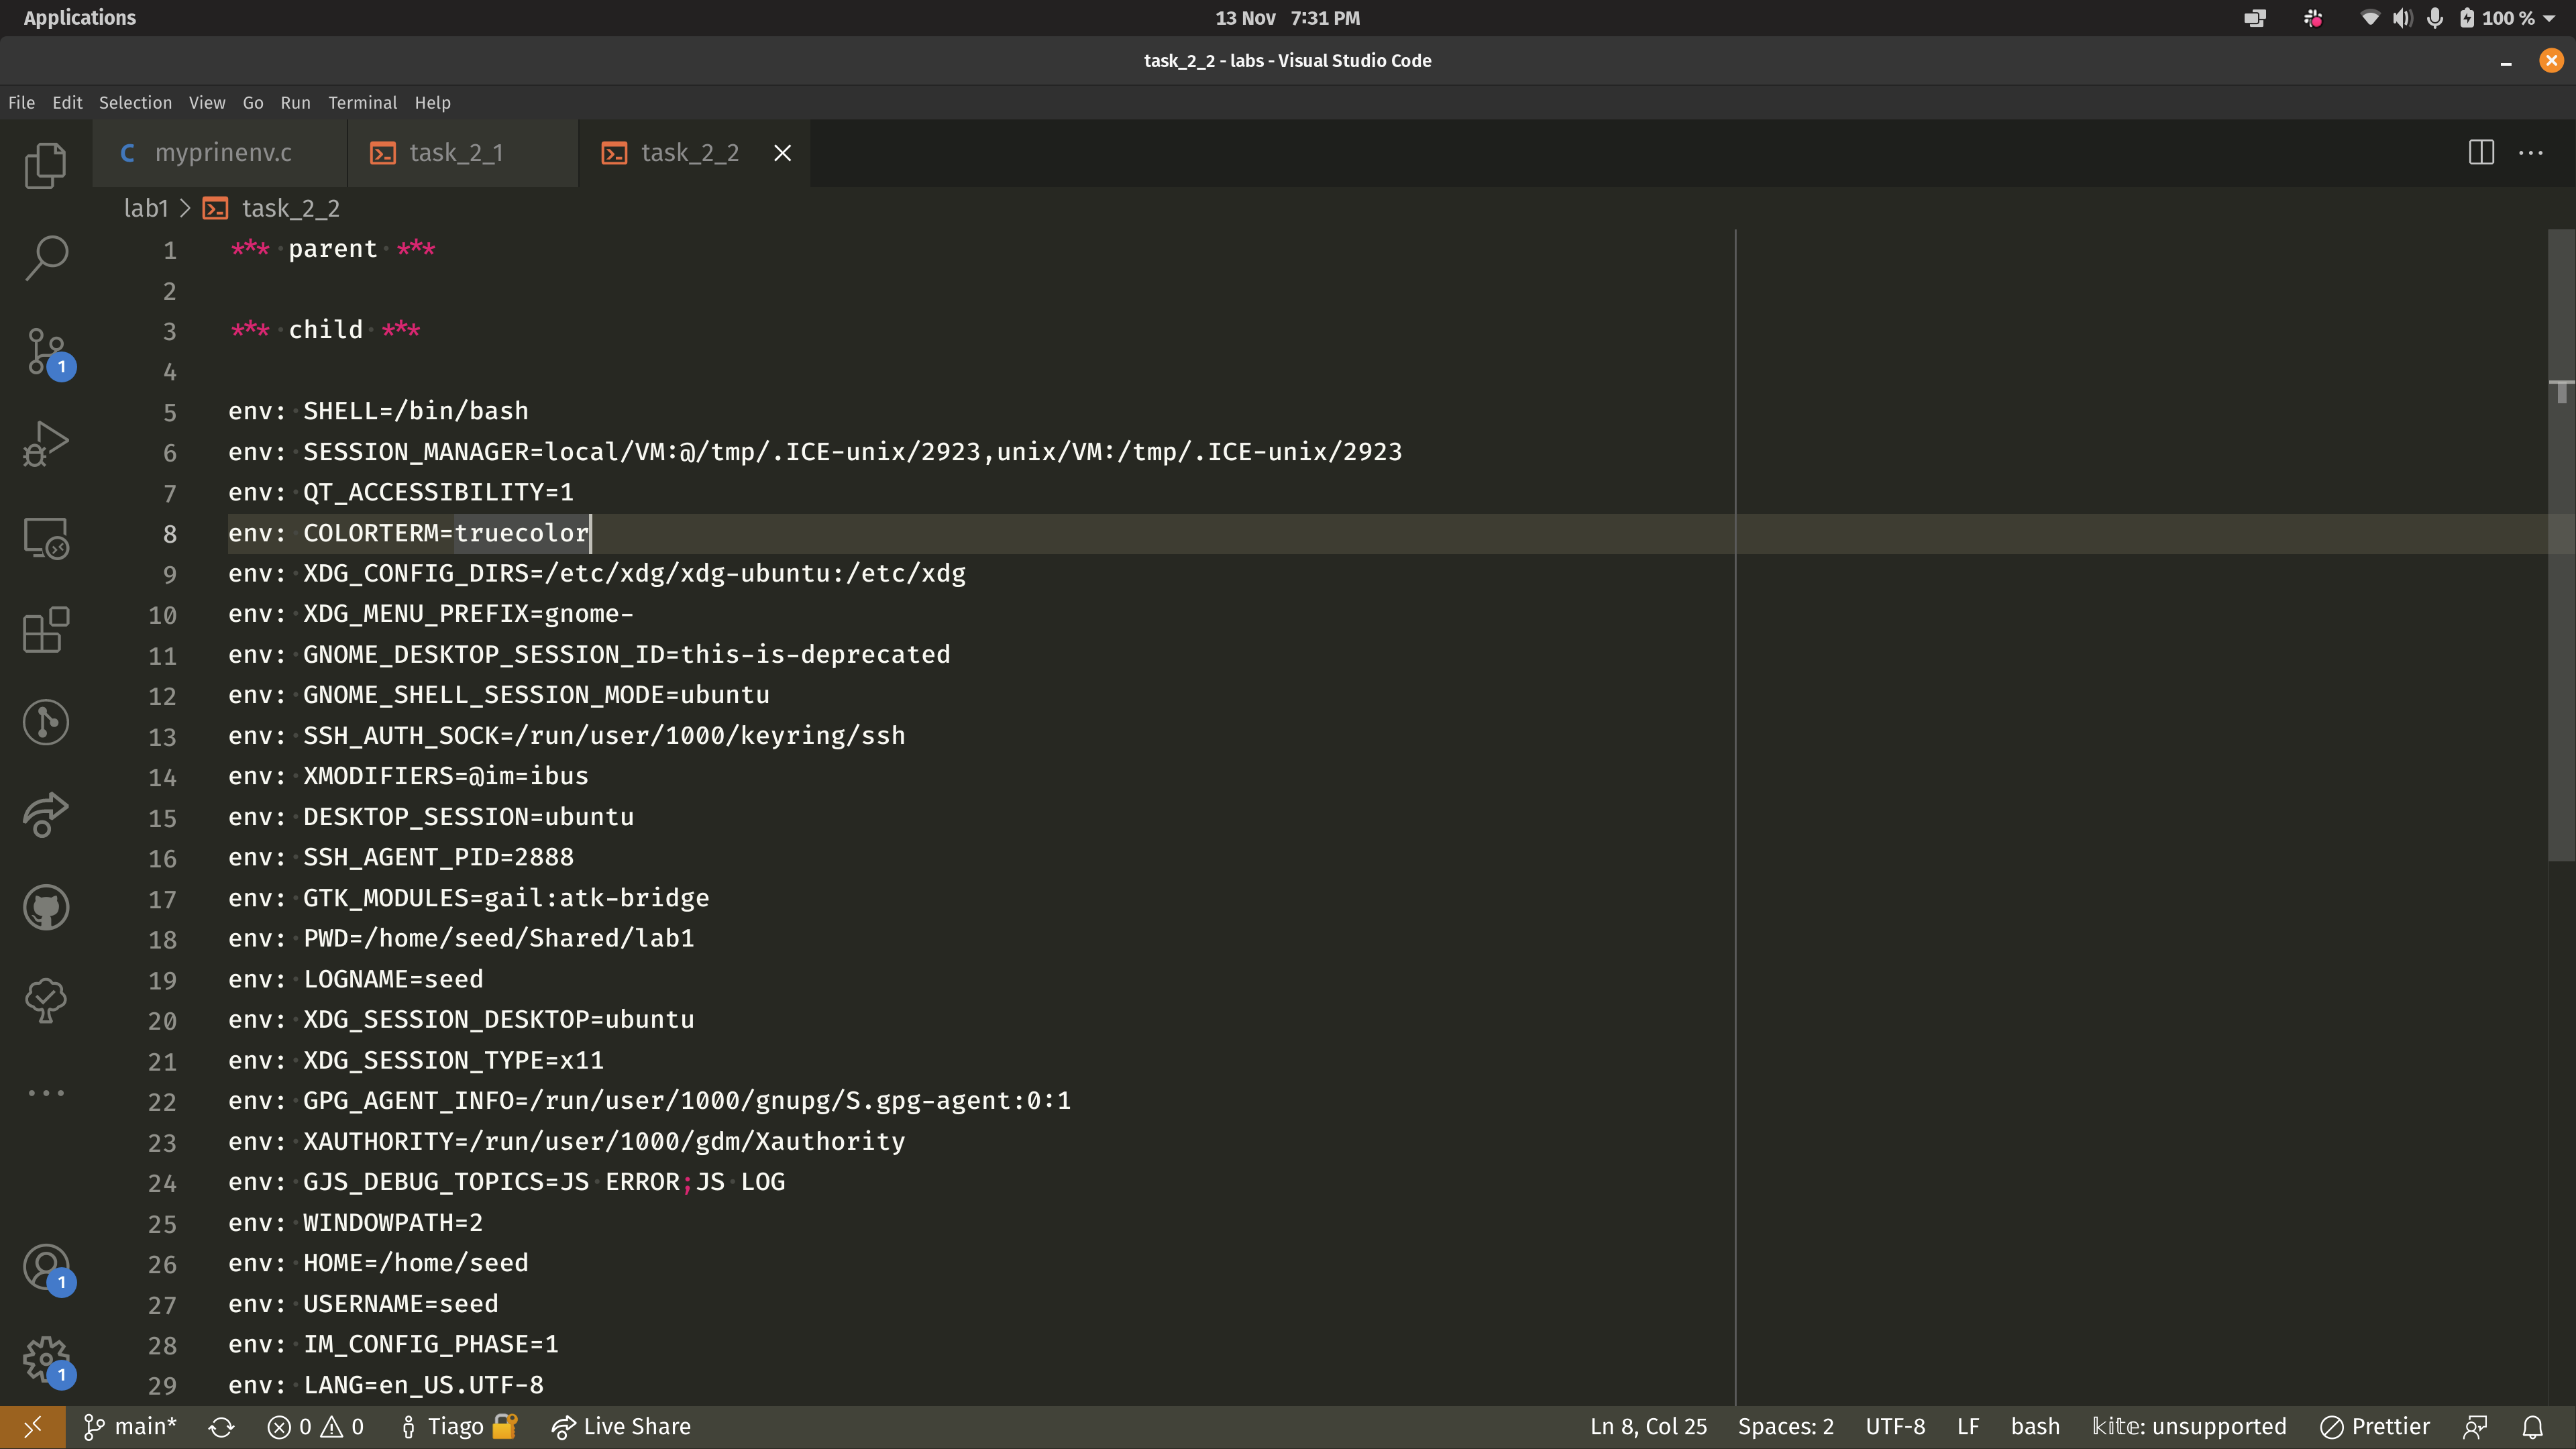 Applications
13 Nov 7:31 PM
100 %
task_2_2 - labs - Visual Studio Code
File Edit Selection View Go Run Terminal Help
C myprinenv.c
task_2_1
task_2_2
lab1 > task_2_2
1 *** parent ***
2
3 *** child ***
4
5 env: SHELL=/bin/bash
6 env: SESSION_MANAGER=local/VM:@/tmp/.ICE-unix/2923,unix/VM:/tmp/.ICE-unix/2923
7 env: QT_ACCESSIBILITY=1
8 env: COLORTERM=truecolor
9 env: XDG_CONFIG_DIRS=/etc/xdg/xdg-ubuntu:/etc/xdg
10 env: XDG_MENU_PREFIX=gnome-
11 env: GNOME_DESKTOP_SESSION_ID=this-is-deprecated
12 env: GNOME_SHELL_SESSION_MODE=ubuntu
13 env: SSH_AUTH_SOCK=/run/user/1000/keyring/ssh
14 env: XMODIFIERS=@im=ibus
15 env: DESKTOP_SESSION=ubuntu
16 env: SSH_AGENT_PID=2888
17 env: GTK_MODULES=gail:atk-bridge
18 env: PWD=/home/seed/Shared/lab1
19 env: LOGNAME=seed
20 env: XDG_SESSION_DESKTOP=ubuntu
21 env: XDG_SESSION_TYPE=x11
22 env: GPG_AGENT_INFO=/run/user/1000/gnupg/S.gpg-agent:0:1
23 env: XAUTHORITY=/run/user/1000/gdm/Xauthority
24 env: GJS_DEBUG_TOPICS=JS ERROR;JS LOG
25 env: WINDOWPATH=2
26 env: HOME=/home/seed
27 env: USERNAME=seed
28 env: IM_CONFIG_PHASE=1
29 env: LANG=en_US.UTF-8
1
1
1
main* 0 0 Tiago Live Share Ln 8, Col 25 Spaces: 2 UTF-8 LF bash kite: unsupported Prettier